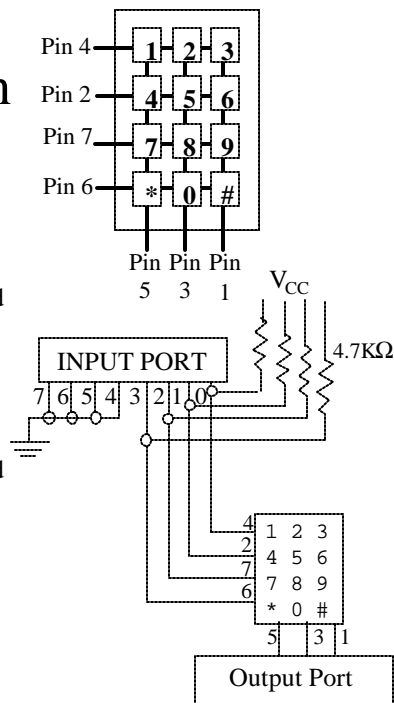 Pin 4
1 2 3
Pin 2
4 5 6
Pin 7
7 8 9
Pin 6
* 0 #
Pin Pin Pin
5 3 1
V_CC
4.7KΩ
INPUT PORT
7 6 5 4 3 2 1 0
4
1 2 3
2
4 5 6
7
7 8 9
6
* 0 #
5 3 1
Output Port